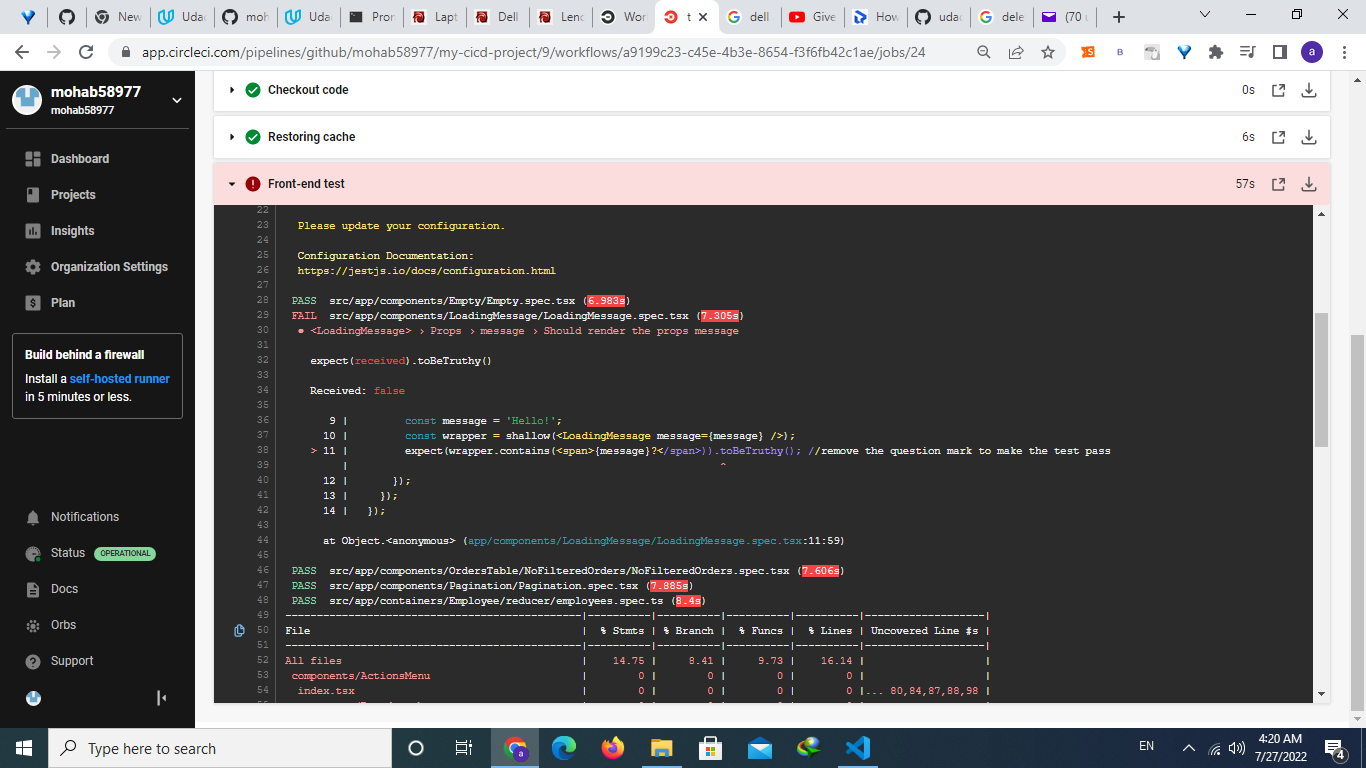 New
Uda
moh
Uda
Pror
Lapt
Dell
Lenc
Wor
t
dell
Give
How
udac
dele
(70 u
app.circleci.com/pipelines/github/mohab58977/my-cicd-project/9/workflows/a9199c23-c45e-4b3e-8654-f3f6fb42c1ae/jobs/24
a
mohab58977
mohab58977
Dashboard
Projects
Insights
Organization Settings
Plan
Build behind a firewall
Install a self-hosted runner
in 5 minutes or less.
Notifications
Status OPERATIONAL
Docs
Orbs
Support
Checkout code 0s
Restoring cache 6s
Front-end test 57s
22
23 Please update your configuration.
24
25 Configuration Documentation:
26 https://jestjs.io/docs/configuration.html
27
28 PASS src/app/components/Empty/Empty.spec.tsx (6.983s)
29 FAIL src/app/components/LoadingMessage/LoadingMessage.spec.tsx (7.305s)
30 ● <LoadingMessage> › Props › message › Should render the props message
31
32 expect(received).toBeTruthy()
33
34 Received: false
35
36 9 | const message = 'Hello!';
37 10 | const wrapper = shallow(<LoadingMessage message={message} />);
38 > 11 | expect(wrapper.contains(<span>{message}?</span>)).toBeTruthy(); //remove the question mark to make the test pass
39 | ^
40 12 | });
41 13 | });
42 14 | });
43
44 at Object.<anonymous> (app/components/LoadingMessage/LoadingMessage.spec.tsx:11:59)
45
46 PASS src/app/components/OrdersTable/NoFilteredOrders/NoFilteredOrders.spec.tsx (7.606s)
47 PASS src/app/components/Pagination/Pagination.spec.tsx (7.885s)
48 PASS src/app/containers/Employee/reducer/employees.spec.ts (8.4s)
49 -----------------------------------------------|----------|----------|----------|----------|-------------------|
50 File | % Stmts | % Branch | % Funcs | % Lines | Uncovered Line #s |
51 -----------------------------------------------|----------|----------|----------|----------|-------------------|
52 All files | 14.75 | 8.41 | 9.73 | 16.14 | |
53 components/ActionsMenu | 0 | 0 | 0 | 0 | |
54 index.tsx | 0 | 0 | 0 | 0 |... 80,84,87,88,98 |
Type here to search
EN
4:20 AM
7/27/2022
4